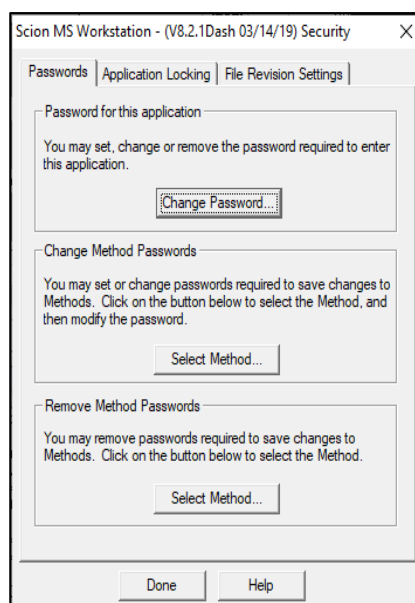 Scion MS Workstation - (V8.2.1Dash 03/14/19) Security
Passwords Application Locking File Revision Settings
Password for this application
You may set, change or remove the password required to enter
this application.
Change Password...
Change Method Passwords
You may set or change passwords required to save changes to
Methods. Click on the button below to select the Method, and
then modify the password.
Select Method...
Remove Method Passwords
You may remove passwords required to save changes to
Methods. Click on the button below to select the Method.
Select Method...
Done Help